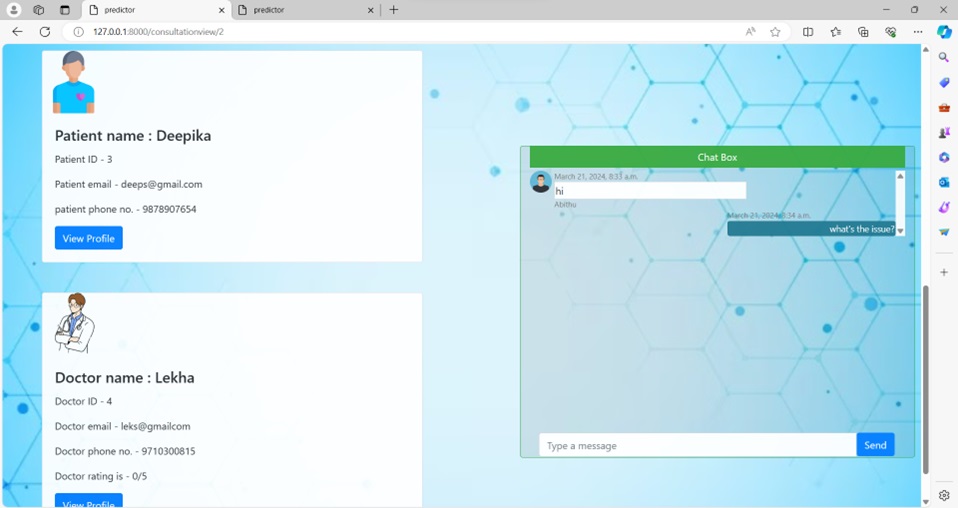 predictor
predictor
127.0.0.1:8000/consultationview/2
Patient name : Deepika
Patient ID - 3
Patient email - deeps@gmail.com
patient phone no. - 9878907654
View Profile
Doctor name : Lekha
Doctor ID - 4
Doctor email - leks@gmailcom
Doctor phone no. - 9710300815
Doctor rating is - 0/5
View Profile
Chat Box
March 21, 2024, 8:33 a.m.
hi
Abithu
March 21, 2024, 8:34 a.m.
what's the issue?
Type a message
Send